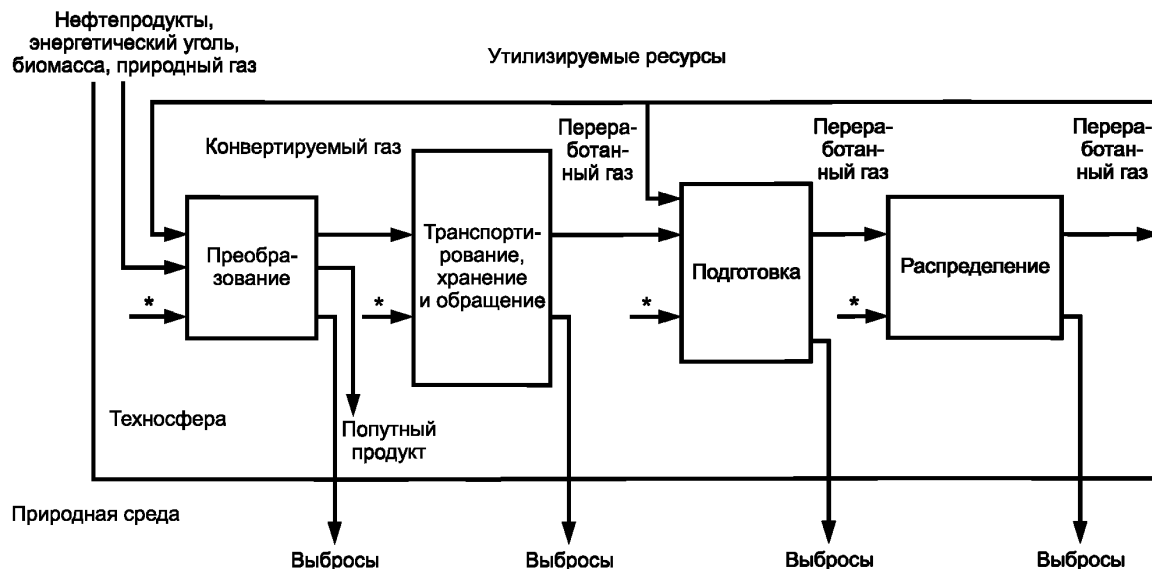 Нефтепродукты,
энергетический уголь,
биомасса, природный газ
Утилизируемые ресурсы
Конвертируемый газ
Перера-
ботан-
ный газ
Перера-
ботан-
ный газ
Перера-
ботан-
ный газ
Преобра-
зование
Транспорти-
рование,
хранение
и обращение
Подготовка
Распределение
*
*
*
*
Техносфера
Попутный
продукт
Природная среда
Выбросы
Выбросы
Выбросы
Выбросы